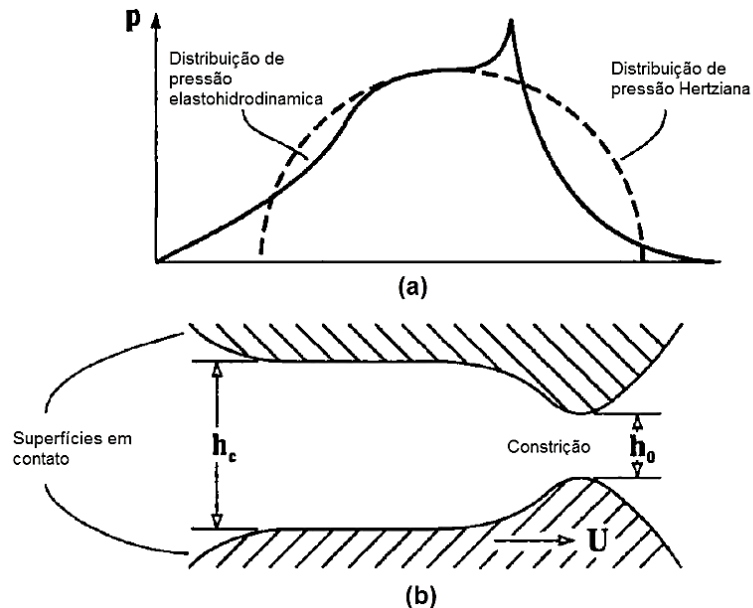 p
Distribuição de
pressão
elastohidrodinamica
Distribuição de
pressão Hertziana
(a)
Superfícies em
contato
h_c
Constrição
h_0
U
(b)